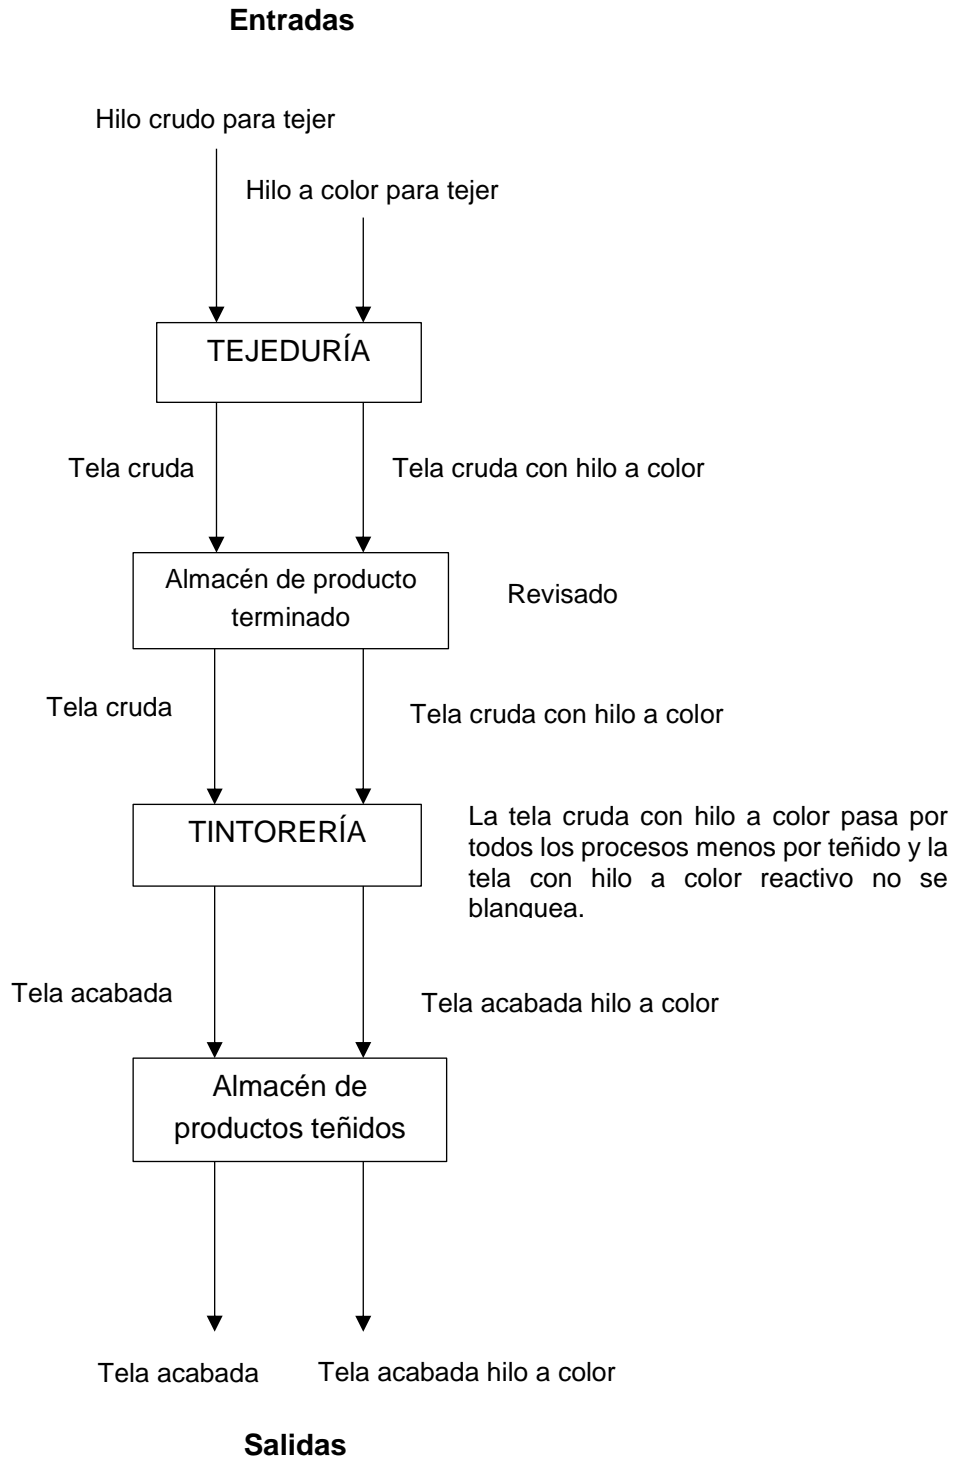 Entradas
Hilo crudo para tejer
Hilo a color para tejer
TEJEDURÍA
Tela cruda
Tela cruda con hilo a color
Almacén de producto
terminado
Revisado
Tela cruda
Tela cruda con hilo a color
TINTORERÍA
La tela cruda con hilo a color pasa por
todos los procesos menos por teñido y la
tela con hilo a color reactivo no se
blanquea.
Tela acabada
Tela acabada hilo a color
Almacén de
productos teñidos
Tela acabada
Tela acabada hilo a color
Salidas